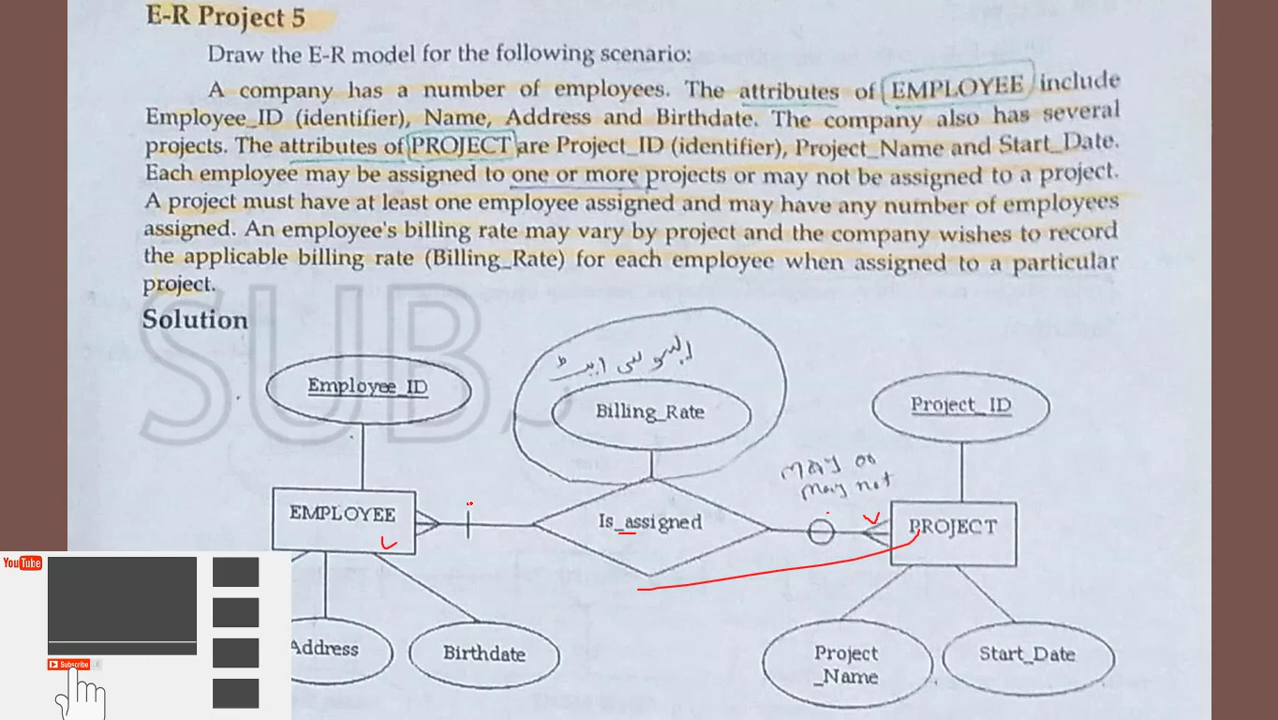 E-R Project 5
Draw the E-R model for the following scenario:
A company has a number of employees. The attributes of EMPLOYEE include
Employee_ID (identifier), Name, Address and Birthdate. The company also has several
projects. The attributes of PROJECT are Project_ID (identifier), Project_Name and Start_Date.
Each employee may be assigned to one or more projects or may not be assigned to a project.
A project must have at least one employee assigned and may have any number of employees
assigned. An employee's billing rate may vary by project and the company wishes to record
the applicable billing rate (Billing_Rate) for each employee when assigned to a particular
project.
Solution
SUB
ایسوسی ایٹ
Employee_ID
Billing_Rate
Project_ID
may or
may not
EMPLOYEE
Is_assigned
PROJECT
YouTube
Subscribe
Address
Birthdate
Project
_Name
Start_Date